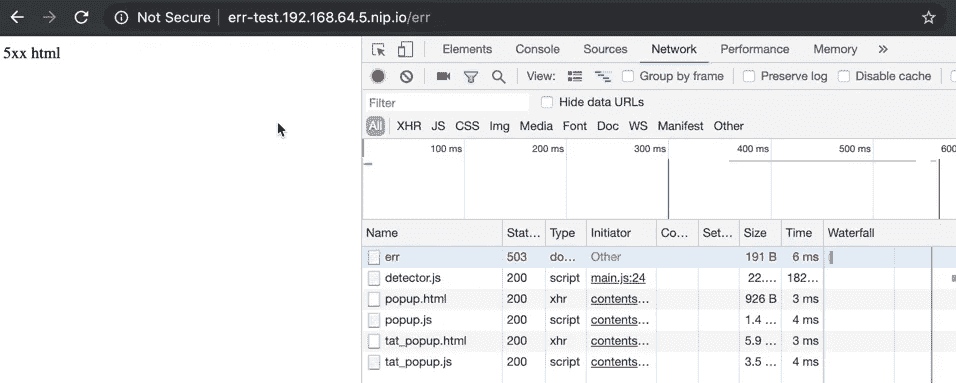 Not Secure | err-test.192.168.64.5.nip.io/err
5xx html
Elements Console Sources Network Performance Memory »
View: Group by frame Preserve log Disable cache
Filter Hide data URLs
All XHR JS CSS Img Media Font Doc WS Manifest Other
100 ms 200 ms 300 ms 400 ms 500 ms 600
Name Stat... Type Initiator Co... Set... Size Time Waterfall
err 503 do... Other 191 B 6 ms
detector.js 200 script main.js:24 22.... 182...
popup.html 200 xhr contents... 926 B 3 ms
popup.js 200 script contents... 1.4 ... 4 ms
tat_popup.html 200 xhr contents... 5.9 ... 3 ms
tat_popup.js 200 script contents... 3.5 ... 4 ms